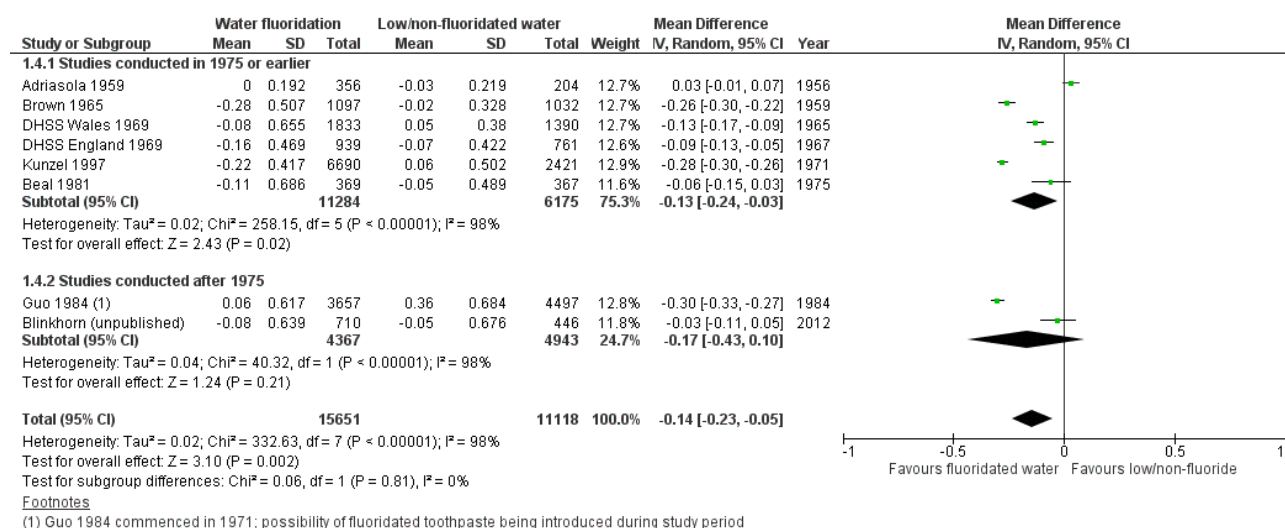 Water fluoridation Low/non-fluoridated water Mean Difference Mean Difference
Study or Subgroup Mean SD Total Mean SD Total Weight IV, Random, 95% CI Year IV, Random, 95% CI
1.4.1 Studies conducted in 1975 or earlier
Adriasola 1959 0 0.192 356 -0.03 0.219 204 12.7% 0.03 [-0.01, 0.07] 1956
Brown 1965 -0.28 0.507 1097 -0.02 0.328 1032 12.7% -0.26 [-0.30, -0.22] 1959
DHSS Wales 1969 -0.08 0.655 1833 0.05 0.38 1390 12.7% -0.13 [-0.17, -0.09] 1965
DHSS England 1969 -0.16 0.469 939 -0.07 0.422 761 12.6% -0.09 [-0.13, -0.05] 1967
Kunzel 1997 -0.22 0.417 6690 0.06 0.502 2421 12.9% -0.28 [-0.30, -0.26] 1971
Beal 1981 -0.11 0.686 369 -0.05 0.489 367 11.6% -0.06 [-0.15, 0.03] 1975
Subtotal (95% CI) 11284 6175 75.3% -0.13 [-0.24, -0.03]
Heterogeneity: Tau² = 0.02; Chi² = 258.15, df = 5 (P < 0.00001); I² = 98%
Test for overall effect: Z = 2.43 (P = 0.02)
1.4.2 Studies conducted after 1975
Guo 1984 (1) 0.06 0.617 3657 0.36 0.684 4497 12.8% -0.30 [-0.33, -0.27] 1984
Blinkhorn (unpublished) -0.08 0.639 710 -0.05 0.676 446 11.8% -0.03 [-0.11, 0.05] 2012
Subtotal (95% CI) 4367 4943 24.7% -0.17 [-0.43, 0.10]
Heterogeneity: Tau² = 0.04; Chi² = 40.32, df = 1 (P < 0.00001); I² = 98%
Test for overall effect: Z = 1.24 (P = 0.21)
Total (95% CI) 15651 11118 100.0% -0.14 [-0.23, -0.05]
Heterogeneity: Tau² = 0.02; Chi² = 332.63, df = 7 (P < 0.00001); I² = 98%
Test for overall effect: Z = 3.10 (P = 0.002)
Test for subgroup differences: Chi² = 0.06, df = 1 (P = 0.81), I² = 0%
-1 -0.5 0 0.5 1
Favours fluoridated water Favours low/non-fluoride
Footnotes
(1) Guo 1984 commenced in 1971; possibility of fluoridated toothpaste being introduced during study period